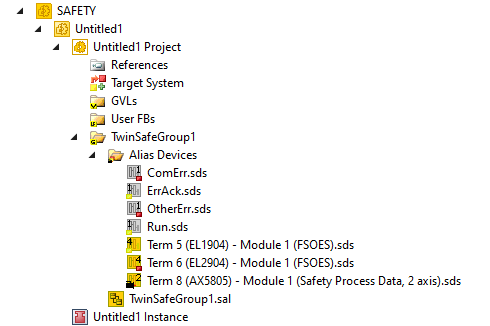 SAFETY
Untitled1
Untitled1 Project
References
Target System
GVLs
User FBs
TwinSafeGroup1
Alias Devices
ComErr.sds
ErrAck.sds
OtherErr.sds
Run.sds
Term 5 (EL1904) - Module 1 (FSOES).sds
Term 6 (EL2904) - Module 1 (FSOES).sds
Term 8 (AX5805) - Module 1 (Safety Process Data, 2 axis).sds
TwinSafeGroup1.sal
Untitled1 Instance